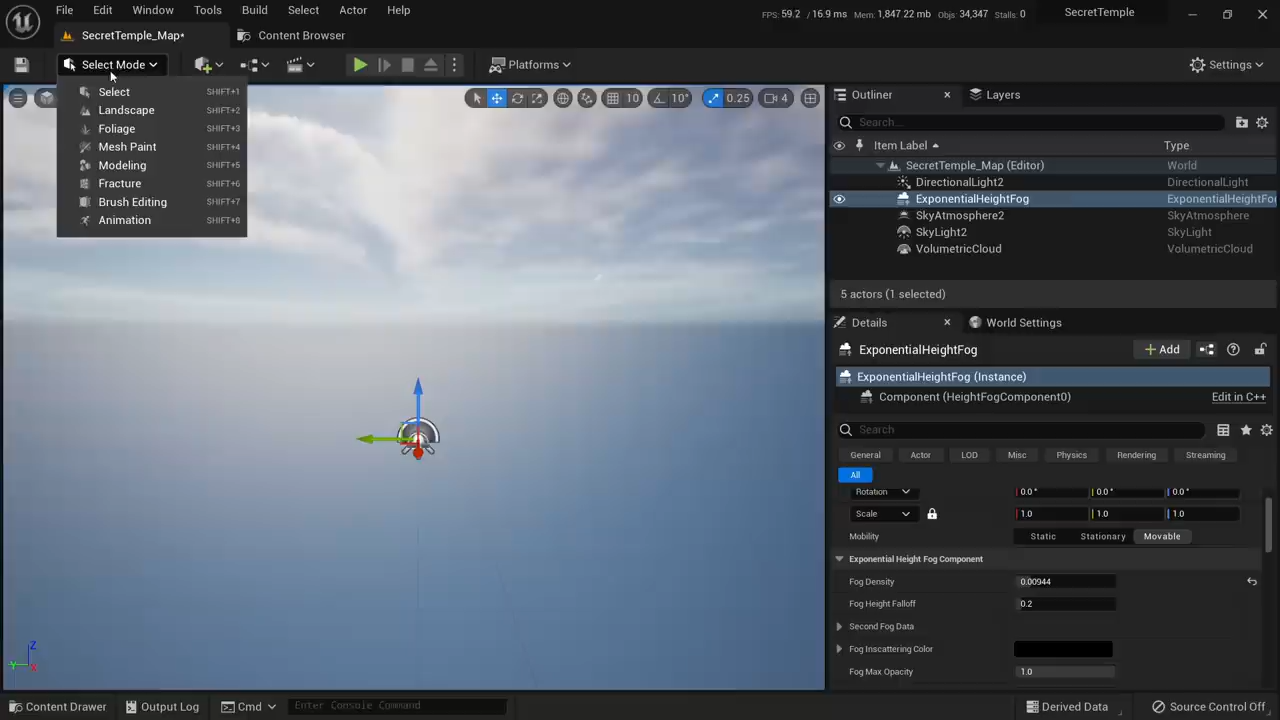 File Edit Window Tools Build Select Actor Help
FPS: 59.2 / 16.9 ms Mem: 1,847.22 mb Objs: 34,347 Stalls: 0 SecretTemple
SecretTemple_Map* Content Browser
Select Mode Platforms Settings
Select SHIFT+1
Landscape SHIFT+2
Foliage SHIFT+3
Mesh Paint SHIFT+4
Modeling SHIFT+5
Fracture SHIFT+6
Brush Editing SHIFT+7
Animation SHIFT+8
10 10° 0.25 4
Outliner Layers
Search...
Item Label Type
SecretTemple_Map (Editor) World
DirectionalLight2 DirectionalLight
ExponentialHeightFog ExponentialHeightFo
SkyAtmosphere2 SkyAtmosphere
SkyLight2 SkyLight
VolumetricCloud VolumetricCloud
5 actors (1 selected)
Details World Settings
ExponentialHeightFog Add
ExponentialHeightFog (Instance)
Component (HeightFogComponent0) Edit in C++
Search
General Actor LOD Misc Physics Rendering Streaming
All
Rotation 0.0° 0.0° 0.0°
Scale 1.0 1.0 1.0
Mobility Static Stationary Movable
Exponential Height Fog Component
Fog Density 0.00944
Fog Height Falloff 0.2
Second Fog Data
Fog Inscattering Color
Fog Max Opacity 1.0
Z
Y X
Content Drawer Output Log Cmd Enter Console Command Derived Data Source Control Off